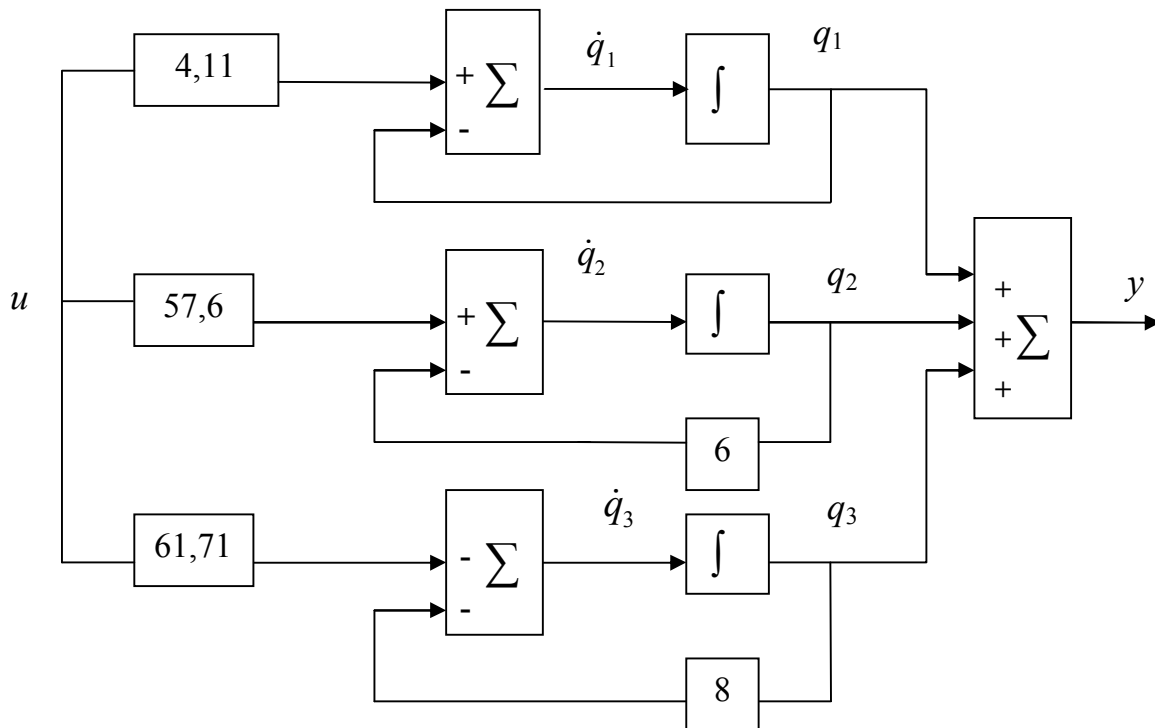 4,11
+ ∑
-
q̇1
∫
q1
u
57,6
+ ∑
-
q̇2
∫
q2
6
+
+ ∑
+
y
61,71
- ∑
-
q̇3
∫
q3
8